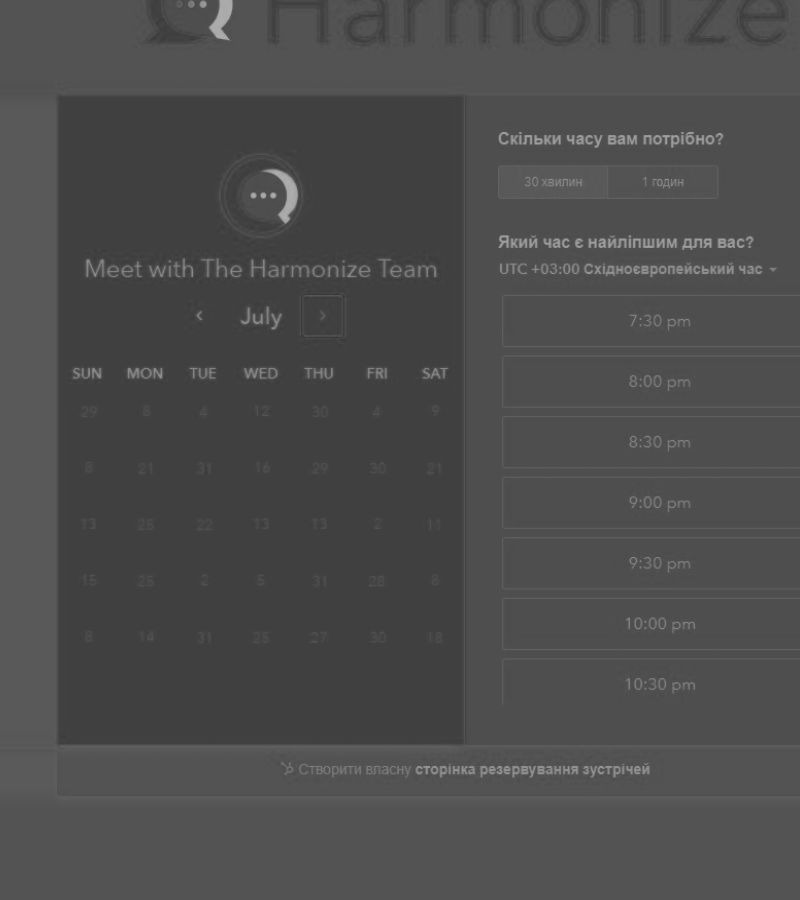 Harmonize
Meet with The Harmonize Team
July
SUN MON TUE WED THU FRI SAT
29 8 4 12 30 4 9
8 21 31 16 29 30 21
13 25 22 13 13 2 11
15 25 2 5 31 28 8
8 14 31 25 27 30 18
Скільки часу вам потрібно?
30 хвилин 1 годин
Який час є найліпшим для вас?
UTC +03:00 Східноєвропейський час
7:30 pm
8:00 pm
8:30 pm
9:00 pm
9:30 pm
10:00 pm
10:30 pm
Створити власну сторінка резервування зустрічей